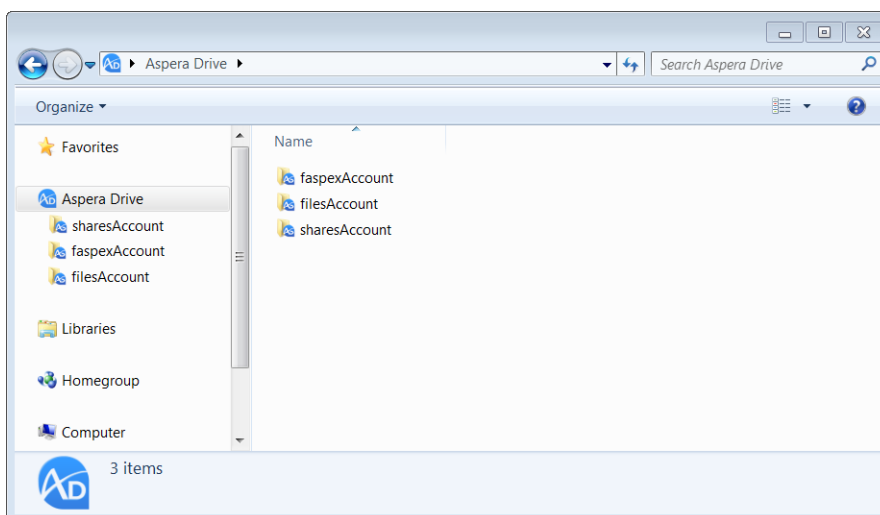 Aspera Drive
Search Aspera Drive
Organize
Favorites
Aspera Drive
sharesAccount
faspexAccount
filesAccount
Libraries
Homegroup
Computer
Name
faspexAccount
filesAccount
sharesAccount
AD
3 items